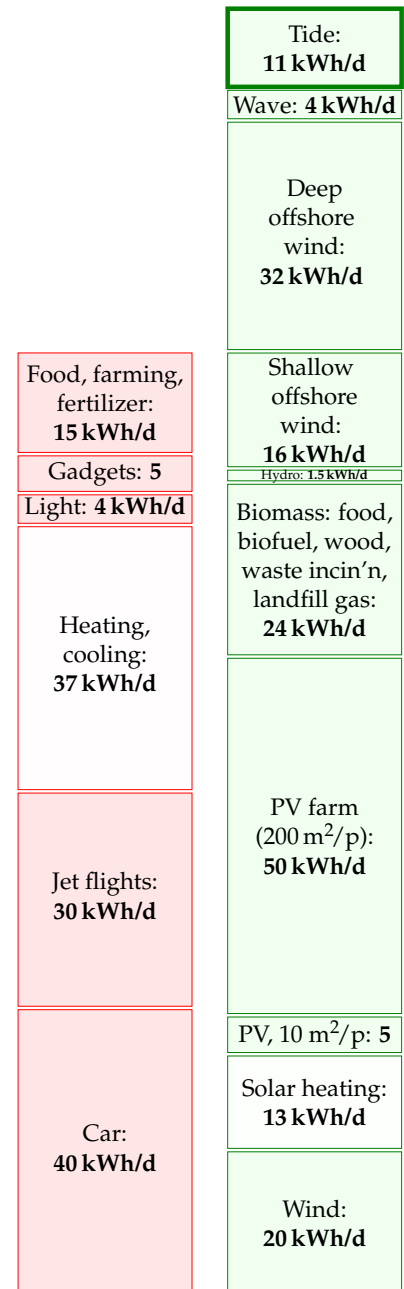 Tide:
11 kWh/d
Wave: 4 kWh/d
Deep
offshore
wind:
32 kWh/d
Food, farming,
fertilizer:
15 kWh/d
Gadgets: 5
Light: 4 kWh/d
Heating,
cooling:
37 kWh/d
Jet flights:
30 kWh/d
Car:
40 kWh/d
Shallow
offshore
wind:
16 kWh/d
Hydro: 1.5 kWh/d
Biomass: food,
biofuel, wood,
waste incin'n,
landfill gas:
24 kWh/d
PV farm
(200 m²/p):
50 kWh/d
PV, 10 m²/p: 5
Solar heating:
13 kWh/d
Wind:
20 kWh/d